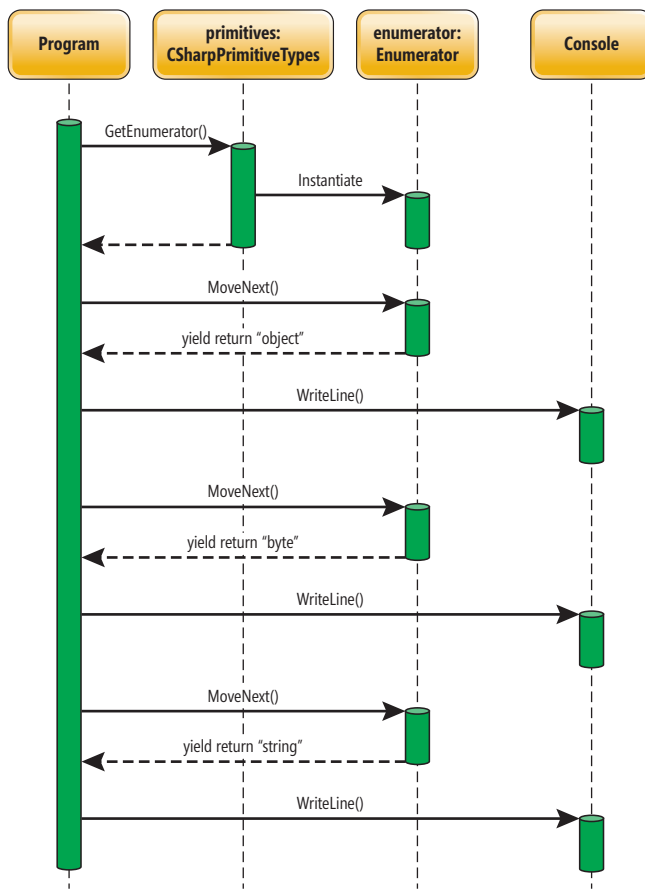 Program
primitives:
CSharpPrimitiveTypes
enumerator:
Enumerator
Console
GetEnumerator()
Instantiate
MoveNext()
yield return “object”
WriteLine()
MoveNext()
yield return “byte”
WriteLine()
MoveNext()
yield return “string”
WriteLine()